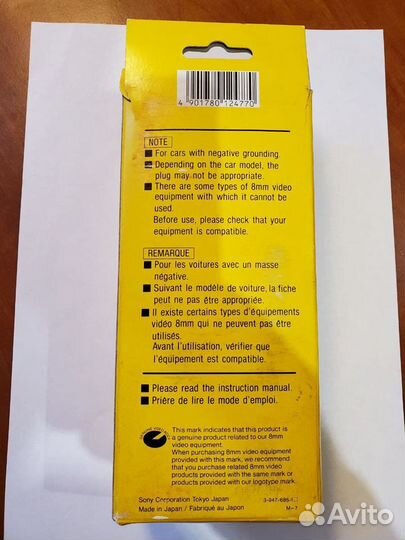 4 901780 124770
NOTE
■ For cars with negative grounding.
■ Depending on the car model, the
plug may not be appropriate.
■ There are some types of 8mm video
equipment with which it cannot be
used.
Before use, please check that your
equipment is compatible.
REMARQUE
■ Pour les voitures avec un masse
négative.
■ Suivant le modèle de voiture, la fiche
peut ne pas être appropriée.
■ Il existe certains types d'équipements
vidéo 8mm qui ne peuvent pas être
utilisés.
Avant l'utilisation, vérifier que
l'équipement est compatible.
■ Please read the instruction manual.
■ Prière de lire le mode d'emploi.
This mark indicates that this product is
a genuine product related to our 8mm
video equipment.
When purchasing 8mm video equipment
provided with this mark, we recommend
that you purchase related 8mm video
products provided with the same mark or
products provided with our logotype mark.
Sony Corporation Tokyo Japan
Made in Japan / Fabriqué au Japon
M-7
Avito